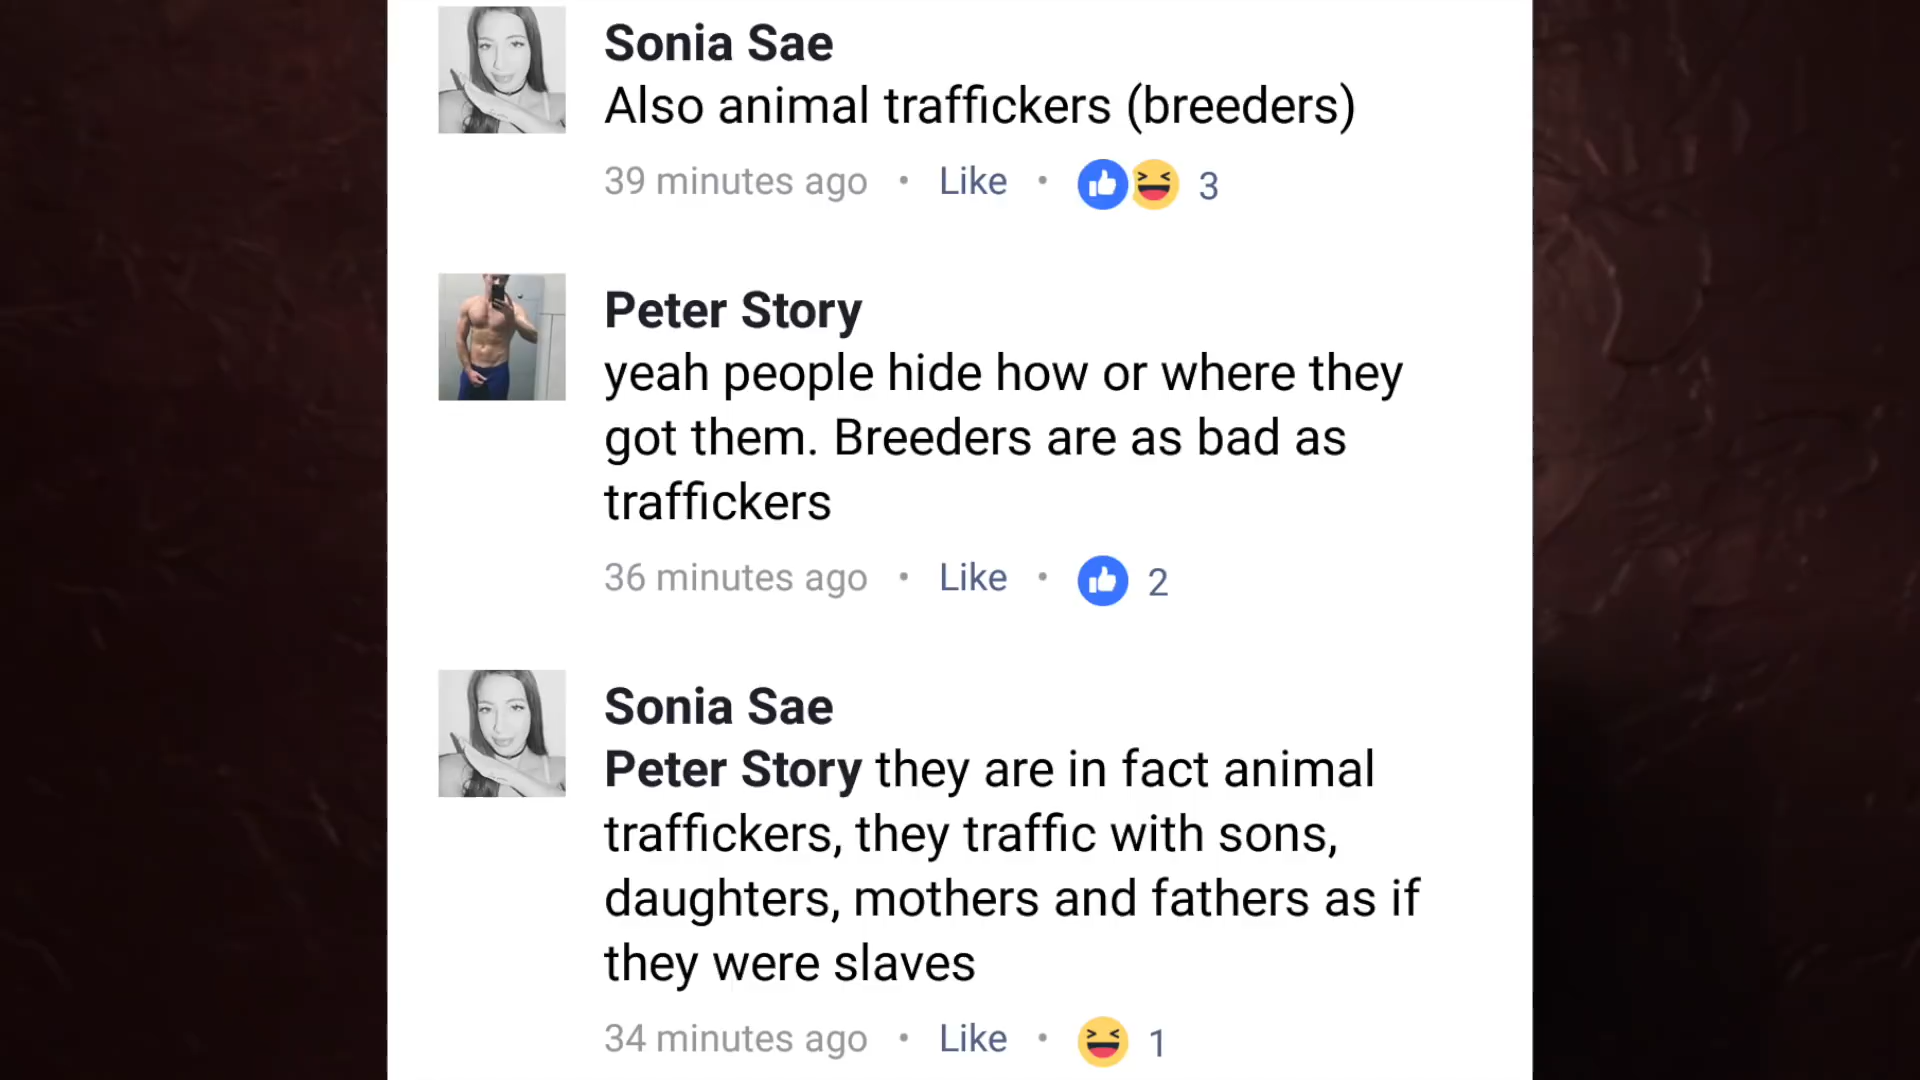 Sonia Sae
Also animal traffickers (breeders)
39 minutes ago • Like • 3
Peter Story
yeah people hide how or where they
got them. Breeders are as bad as
traffickers
36 minutes ago • Like • 2
Sonia Sae
Peter Story they are in fact animal
traffickers, they traffic with sons,
daughters, mothers and fathers as if
they were slaves
34 minutes ago • Like • 1